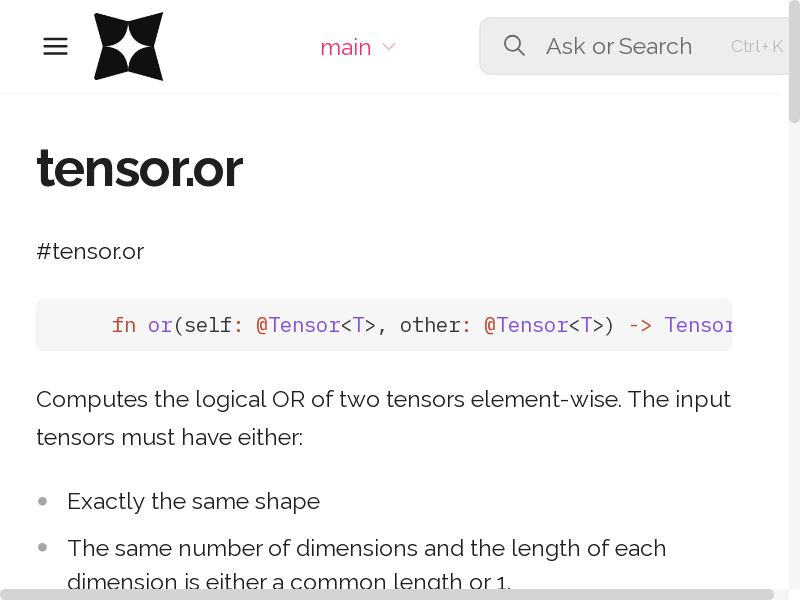 main
Ask or Search
Ctrl+ K
tensor.or
#tensor.or
fn or(self: @Tensor<T>, other: @Tensor<T>) -> Tensor
Computes the logical OR of two tensors element-wise. The input
tensors must have either:
Exactly the same shape
The same number of dimensions and the length of each
dimension is either a common length or 1.